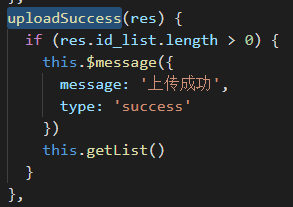 uploadSuccess(res) {
if (res.id_list.length > 0) {
this.$message({
message: '上传成功',
type: 'success'
})
this.getList()
}
},